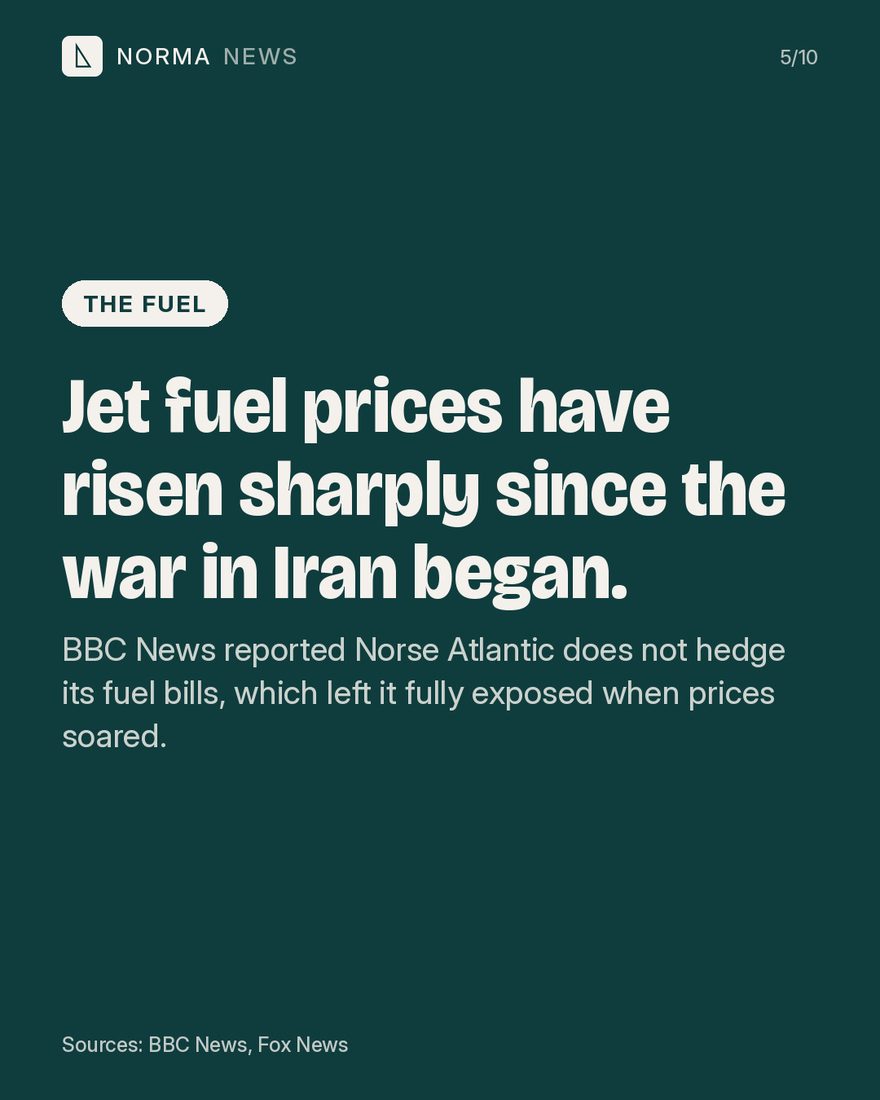 NORMA NEWS
5/10
THE FUEL
Jet fuel prices have
risen sharply since the
war in Iran began.
BBC News reported Norse Atlantic does not hedge
its fuel bills, which left it fully exposed when prices
soared.
Sources: BBC News, Fox News